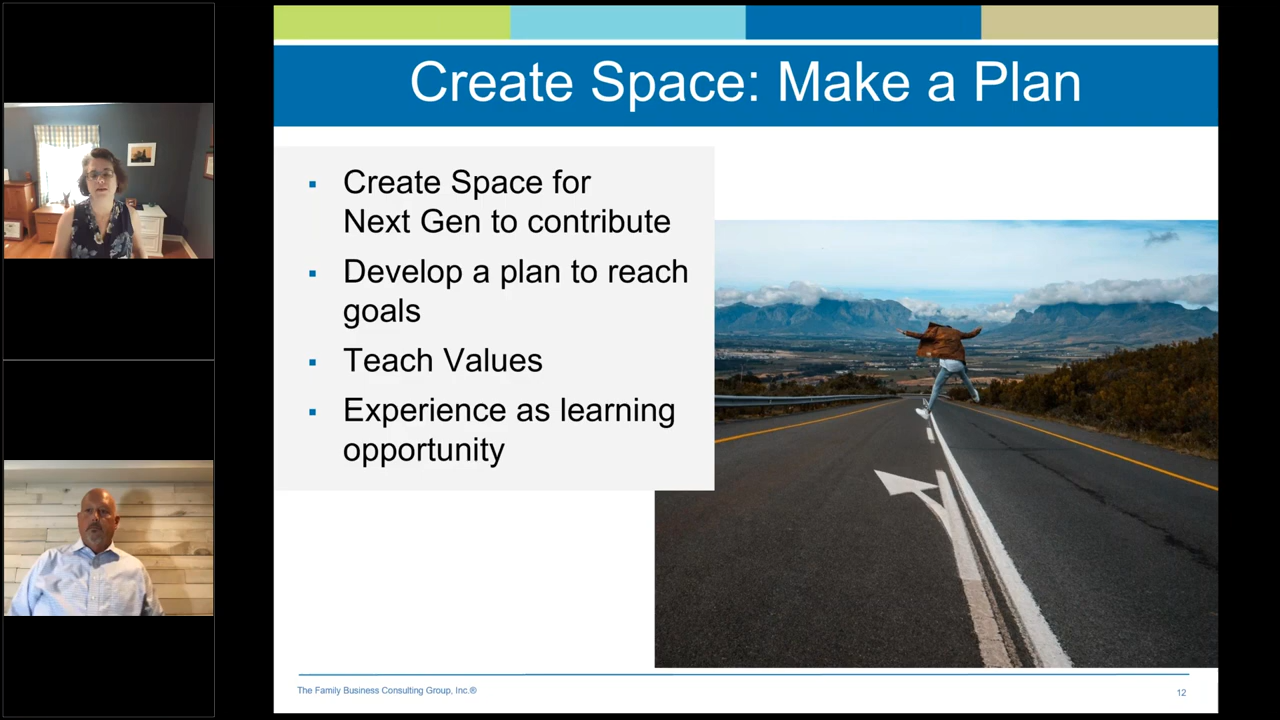 Create Space: Make a Plan
▪ Create Space for
Next Gen to contribute
▪ Develop a plan to reach
goals
▪ Teach Values
▪ Experience as learning
opportunity
The Family Business Consulting Group, Inc.®
12